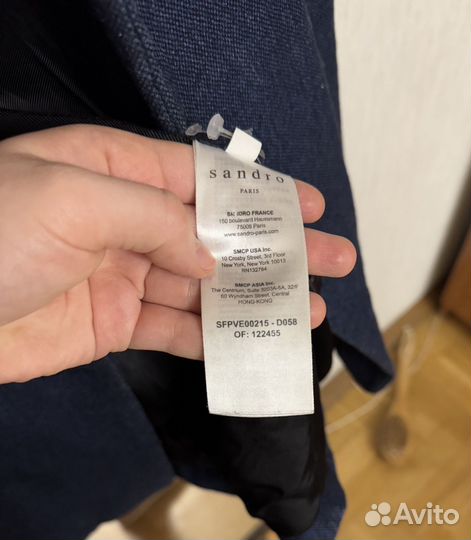 sandro
PARIS
SANDRO FRANCE
150 boulevard Haussmann
75008 Paris
www.sandro-paris.com
SMCP USA Inc.
10 Crosby Street, 3rd Floor
New York, New York 10013
RN132764
SMCP ASIA Inc.
The Centrium, Suite 3203A-5A, 32/F
60 Wyndham Street, Central
HONG-KONG
SFPVE00215 - D058
OF: 122455
Avito